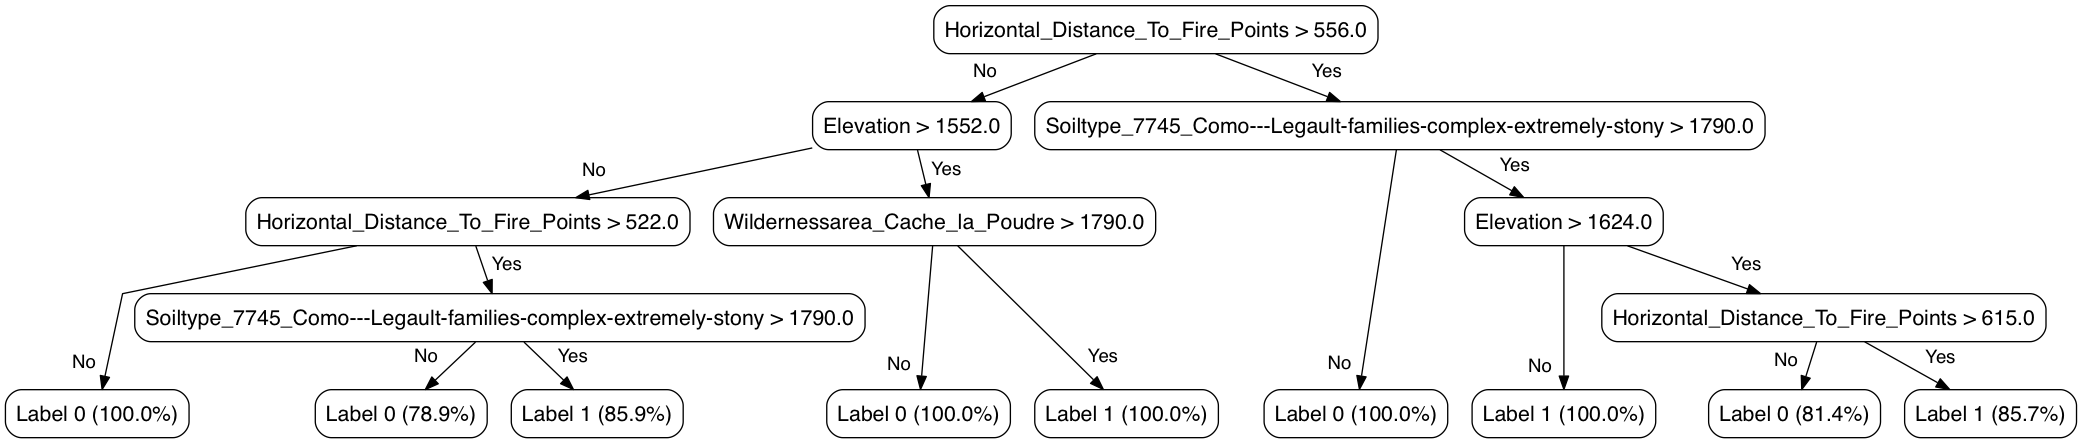 Horizontal_Distance_To_Fire_Points > 556.0
No
Yes
Elevation > 1552.0
Soiltype_7745_Como---Legault-families-complex-extremely-stony > 1790.0
No
Yes
Yes
Horizontal_Distance_To_Fire_Points > 522.0
Wildernessarea_Cache_la_Poudre > 1790.0
Elevation > 1624.0
Yes
Yes
Soiltype_7745_Como---Legault-families-complex-extremely-stony > 1790.0
Horizontal_Distance_To_Fire_Points > 615.0
No
No
Yes
No
Yes
No
No
No
Yes
Label 0 (100.0%)
Label 0 (78.9%)
Label 1 (85.9%)
Label 0 (100.0%)
Label 1 (100.0%)
Label 0 (100.0%)
Label 1 (100.0%)
Label 0 (81.4%)
Label 1 (85.7%)